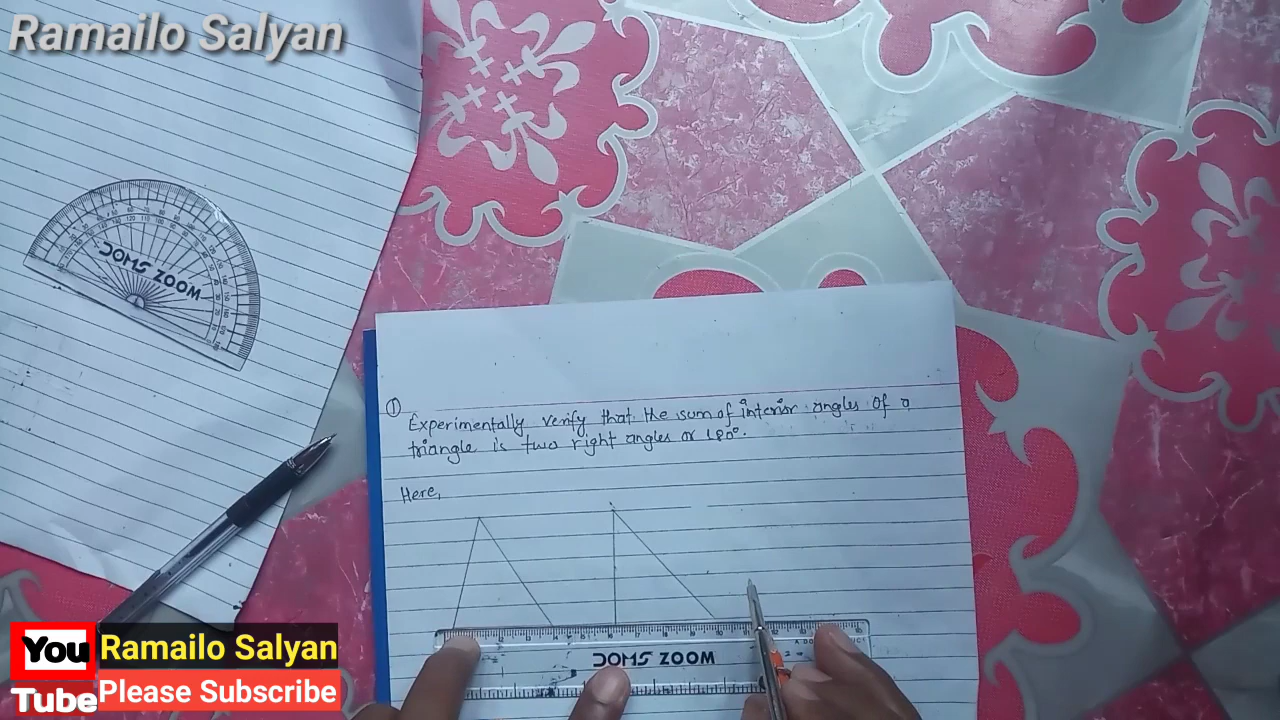 Ramailo Salyan
DOMS ZOOM
① Experimentally verify that the sum of interior angles of a
triangle is two right angles or 180°.
Here,
DOMS ZOOM
You
Tube
Ramailo Salyan
Please Subscribe